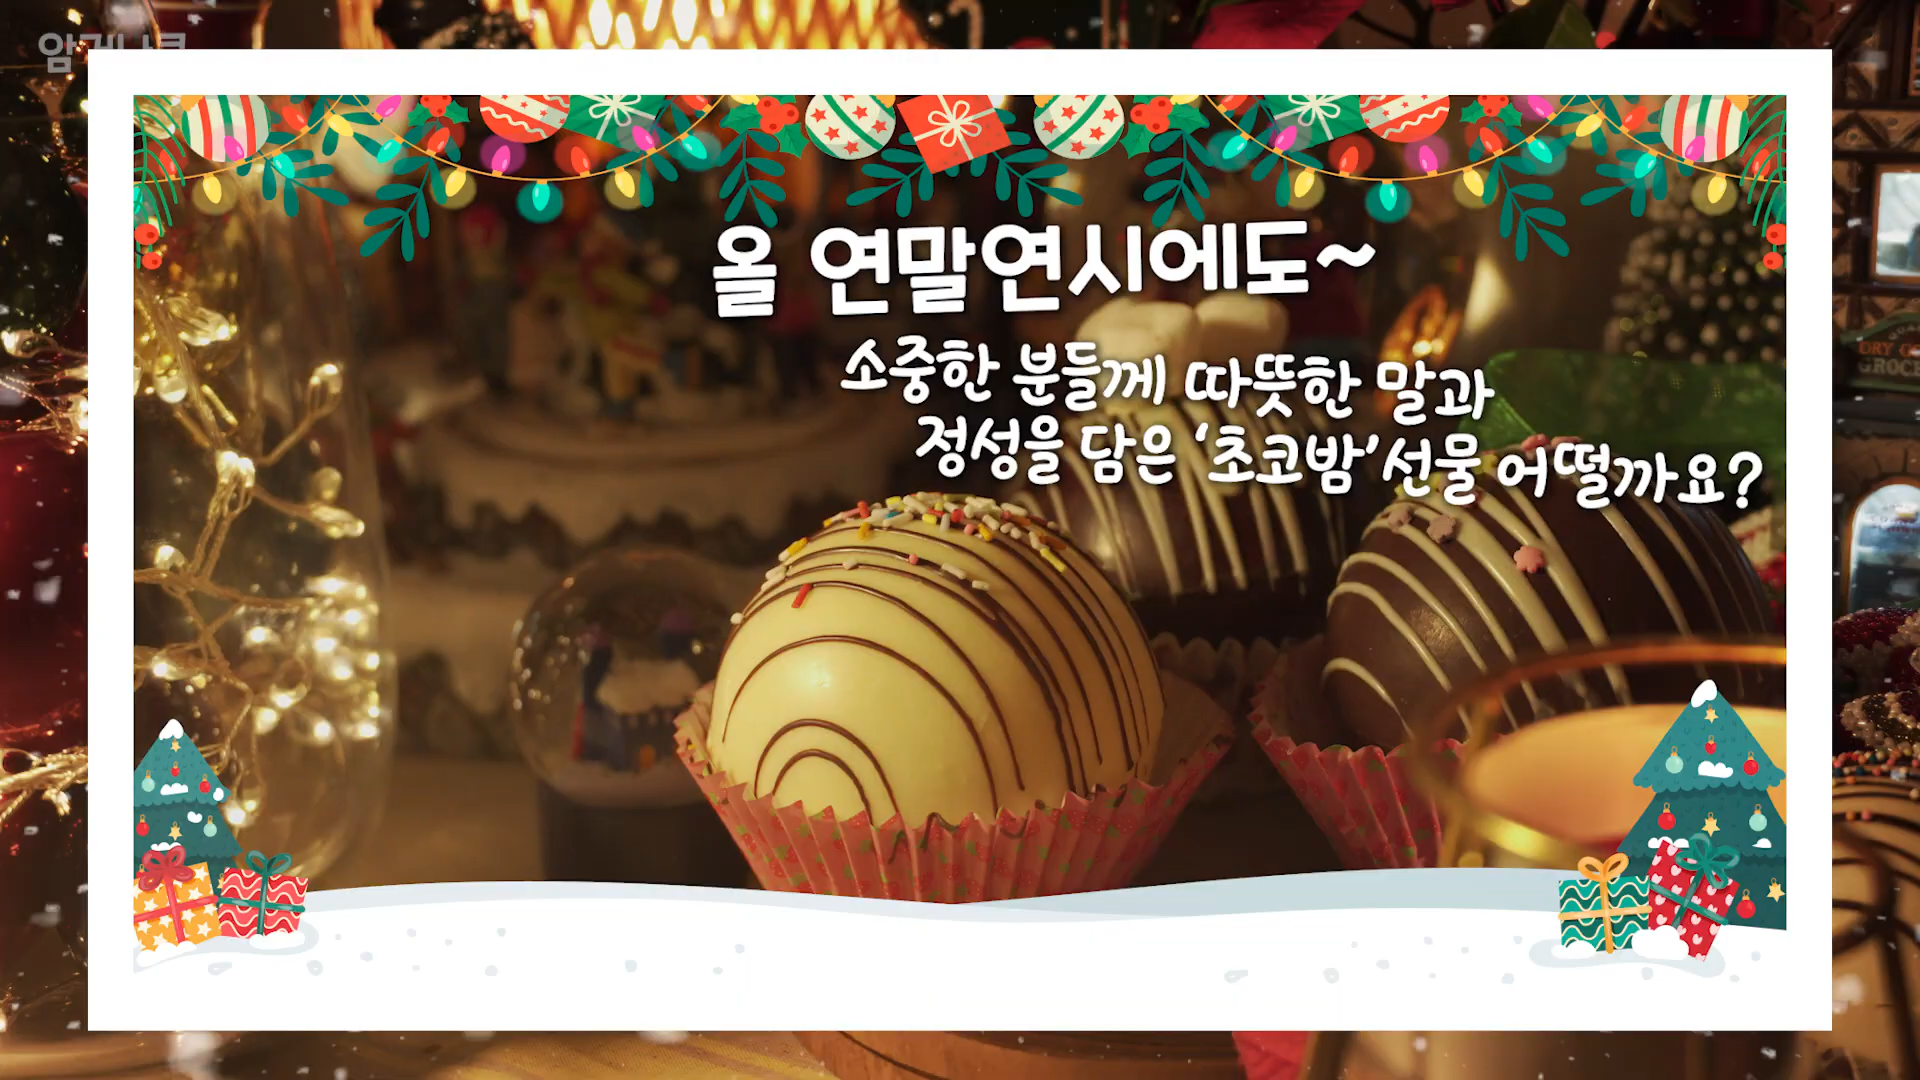 올 연말연시에도~
소중한 분들께 따뜻한 말과
정성을 담은 '초코밤'선물 어떨까요?
DRY